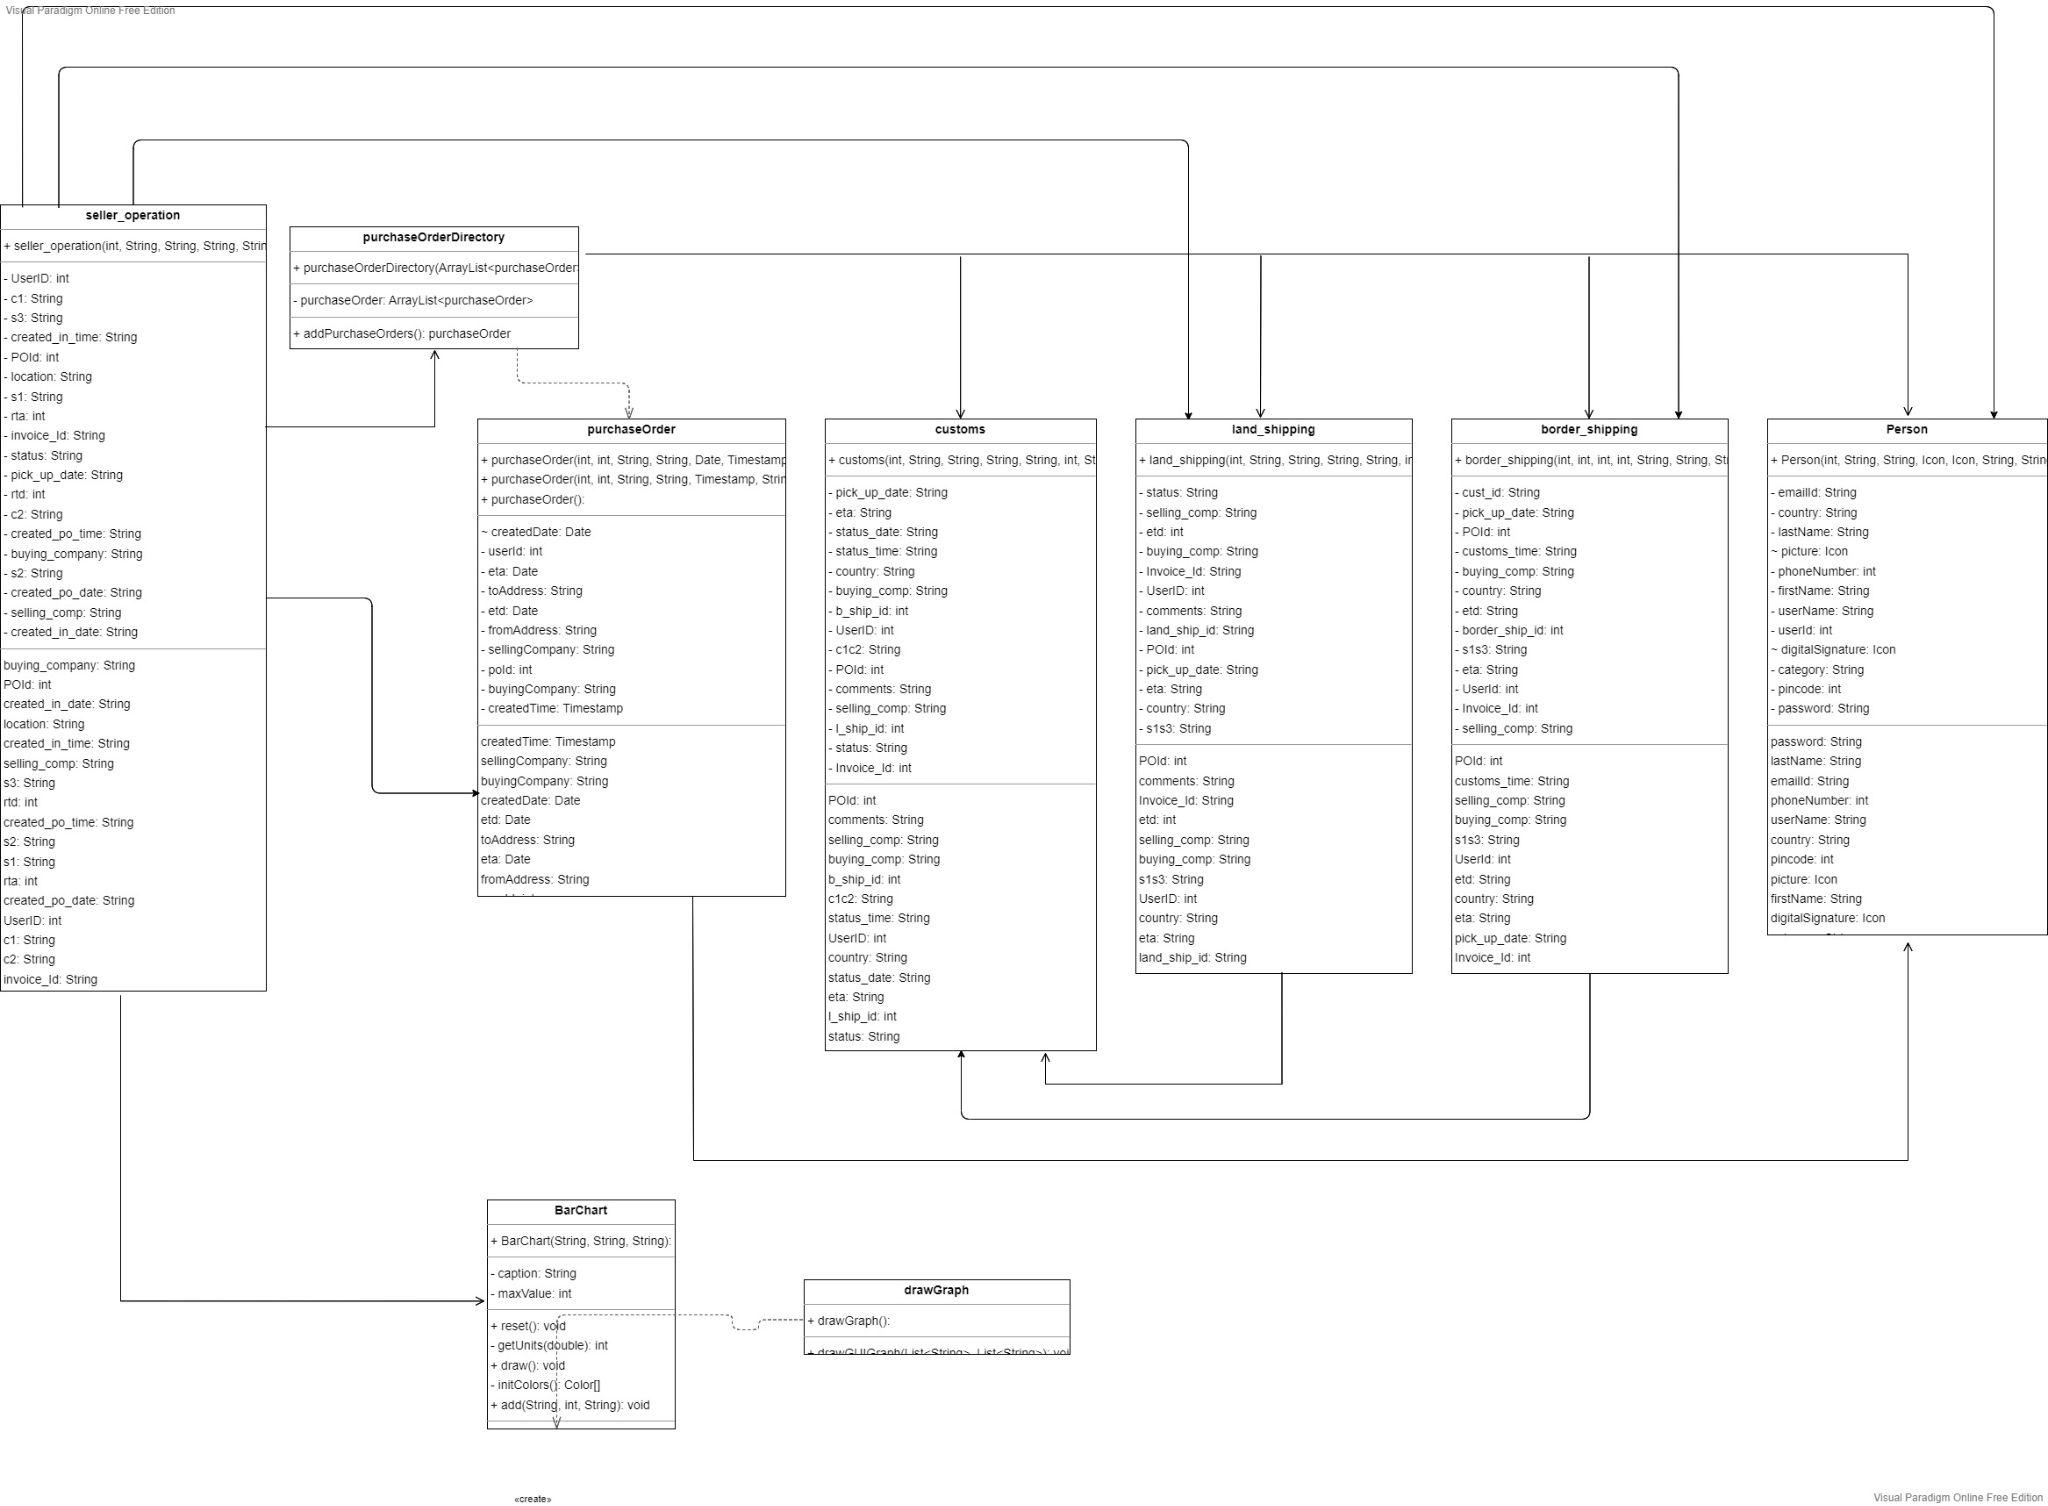 Visual Paradigm Online Free Edition
seller_operation
+ seller_operation(int, String, String, String, Strin
- UserID: int
- c1: String
- s3: String
- created_in_time: String
- POId: int
- location: String
- s1: String
- rta: int
- invoice_Id: String
- status: String
- pick_up_date: String
- rtd: int
- c2: String
- created_po_time: String
- buying_company: String
- s2: String
- created_po_date: String
- selling_comp: String
- created_in_date: String
buying_company: String
POId: int
created_in_date: String
location: String
created_in_time: String
selling_comp: String
s3: String
rtd: int
created_po_time: String
s2: String
s1: String
rta: int
created_po_date: String
UserID: int
c1: String
c2: String
invoice_Id: String
purchaseOrderDirectory
+ purchaseOrderDirectory(ArrayList<purchaseOrder
- purchaseOrder: ArrayList<purchaseOrder>
+ addPurchaseOrders(): purchaseOrder
purchaseOrder
+ purchaseOrder(int, int, String, String, Date, Timestamp
+ purchaseOrder(int, int, String, String, Timestamp, Strin
+ purchaseOrder():
~ createdDate: Date
- userId: int
- eta: Date
- toAddress: String
- etd: Date
- fromAddress: String
- sellingCompany: String
- poId: int
- buyingCompany: String
- createdTime: Timestamp
createdTime: Timestamp
sellingCompany: String
buyingCompany: String
createdDate: Date
etd: Date
toAddress: String
eta: Date
fromAddress: String
customs
+ customs(int, String, String, String, String, int, St
- pick_up_date: String
- eta: String
- status_date: String
- status_time: String
- country: String
- buying_comp: String
- b_ship_id: int
- UserID: int
- c1c2: String
- POId: int
- comments: String
- selling_comp: String
- l_ship_id: int
- status: String
- Invoice_Id: int
POId: int
comments: String
selling_comp: String
buying_comp: String
b_ship_id: int
c1c2: String
status_time: String
UserID: int
country: String
status_date: String
eta: String
l_ship_id: int
status: String
land_shipping
+ land_shipping(int, String, String, String, String, in
- status: String
- selling_comp: String
- etd: int
- buying_comp: String
- Invoice_Id: String
- UserID: int
- comments: String
- land_ship_id: String
- POId: int
- pick_up_date: String
- eta: String
- country: String
- s1s3: String
POId: int
comments: String
Invoice_Id: String
etd: int
selling_comp: String
buying_comp: String
s1s3: String
UserID: int
country: String
eta: String
land_ship_id: String
border_shipping
+ border_shipping(int, int, int, int, String, String, St
- cust_id: String
- pick_up_date: String
- POId: int
- customs_time: String
- buying_comp: String
- country: String
- etd: String
- border_ship_id: int
- s1s3: String
- eta: String
- UserId: int
- Invoice_Id: int
- selling_comp: String
POId: int
customs_time: String
selling_comp: String
buying_comp: String
s1s3: String
UserId: int
etd: String
country: String
eta: String
pick_up_date: String
Invoice_Id: int
Person
+ Person(int, String, String, Icon, Icon, String, Strin
- emailId: String
- country: String
- lastName: String
~ picture: Icon
- phoneNumber: int
- firstName: String
- userName: String
- userId: int
~ digitalSignature: Icon
- category: String
- pincode: int
- password: String
password: String
lastName: String
emailId: String
phoneNumber: int
userName: String
country: String
pincode: int
picture: Icon
firstName: String
digitalSignature: Icon
BarChart
+ BarChart(String, String, String):
- caption: String
- maxValue: int
+ reset(): void
- getUnits(double): int
+ draw(): void
- initColors(): Color[]
+ add(String, int, String): void
drawGraph
+ drawGraph():
+ drawGUIGraph(List<String>, List<String>): voi
«create»
Visual Paradigm Online Free Edition